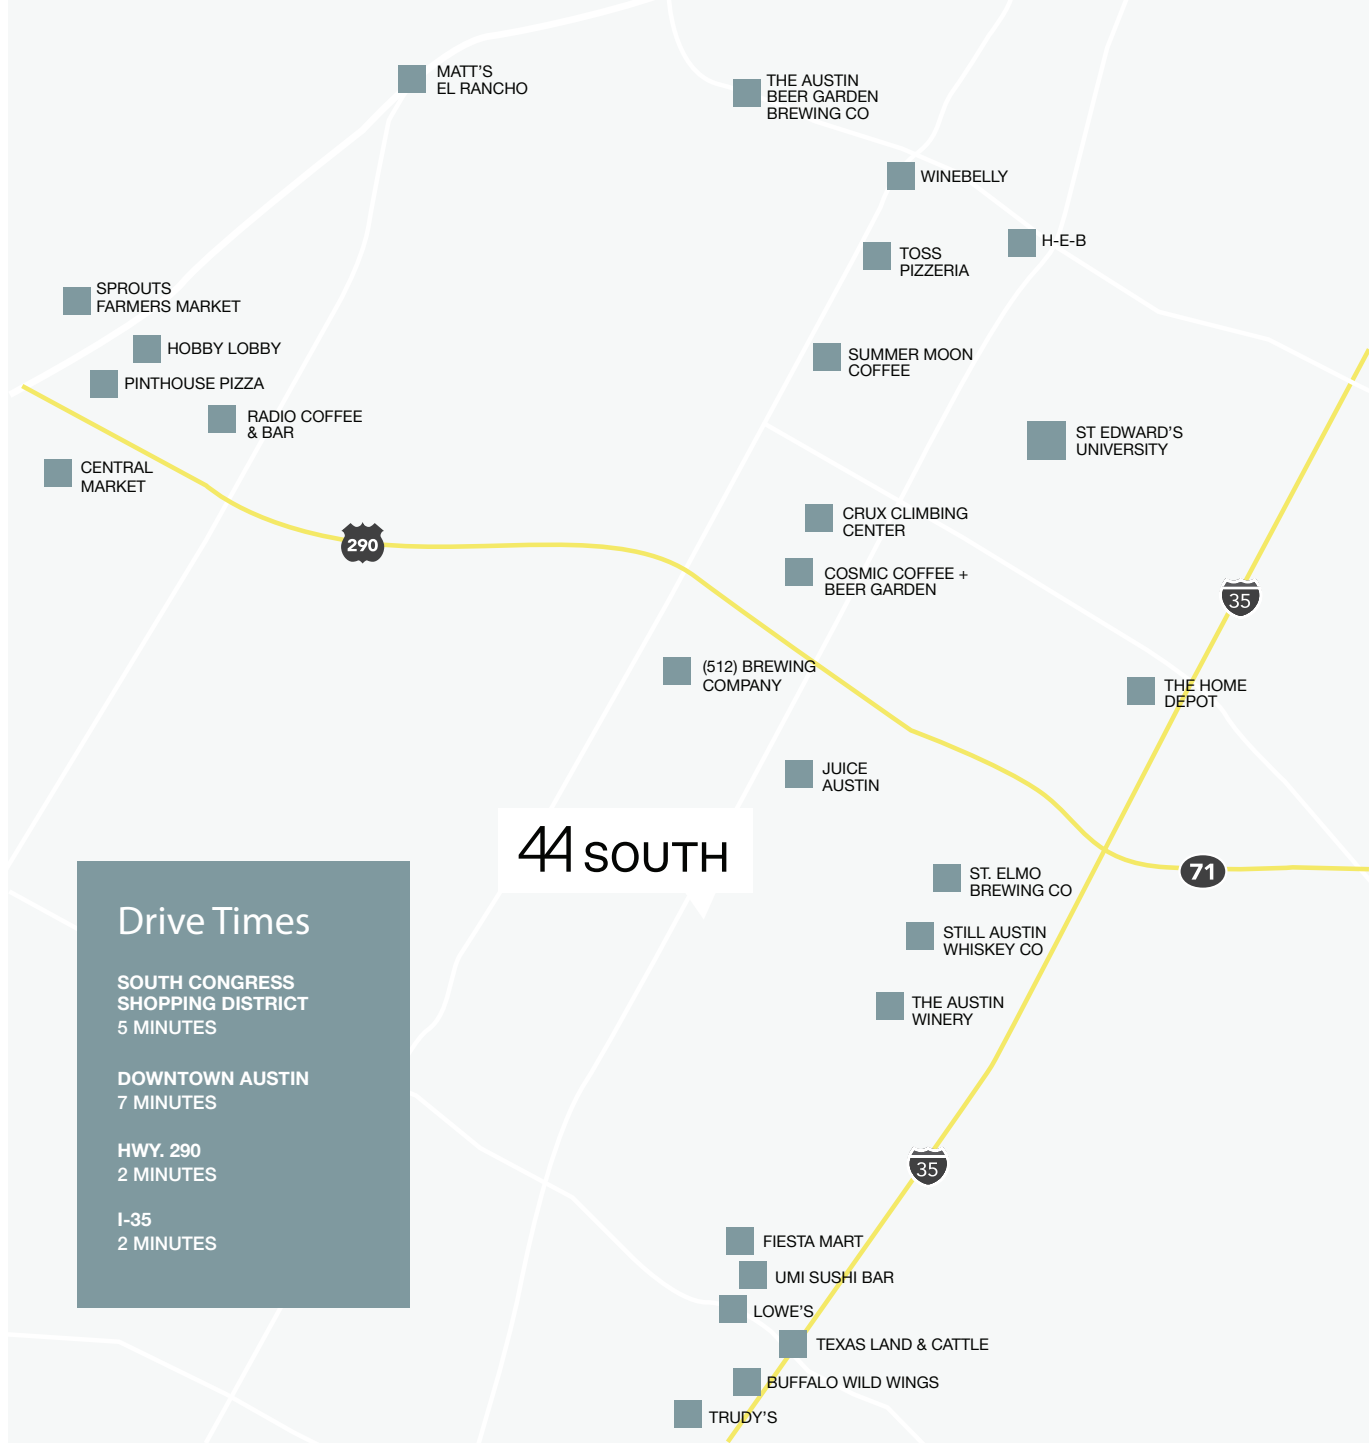 MATT'S
EL RANCHO
THE AUSTIN
BEER GARDEN
BREWING CO
WINEBELLY
H-E-B
TOSS
PIZZERIA
SPROUTS
FARMERS MARKET
HOBBY LOBBY
PINTHOUSE PIZZA
RADIO COFFEE
& BAR
CENTRAL
MARKET
SUMMER MOON
COFFEE
ST EDWARD'S
UNIVERSITY
CRUX CLIMBING
CENTER
290
COSMIC COFFEE +
BEER GARDEN
35
(512) BREWING
COMPANY
THE HOME
DEPOT
JUICE
AUSTIN
44 SOUTH
71
ST. ELMO
BREWING CO
STILL AUSTIN
WHISKEY CO
THE AUSTIN
WINERY
Drive Times
SOUTH CONGRESS
SHOPPING DISTRICT
5 MINUTES
DOWNTOWN AUSTIN
7 MINUTES
HWY. 290
2 MINUTES
I-35
2 MINUTES
35
FIESTA MART
UMI SUSHI BAR
LOWE'S
TEXAS LAND & CATTLE
BUFFALO WILD WINGS
TRUDY'S